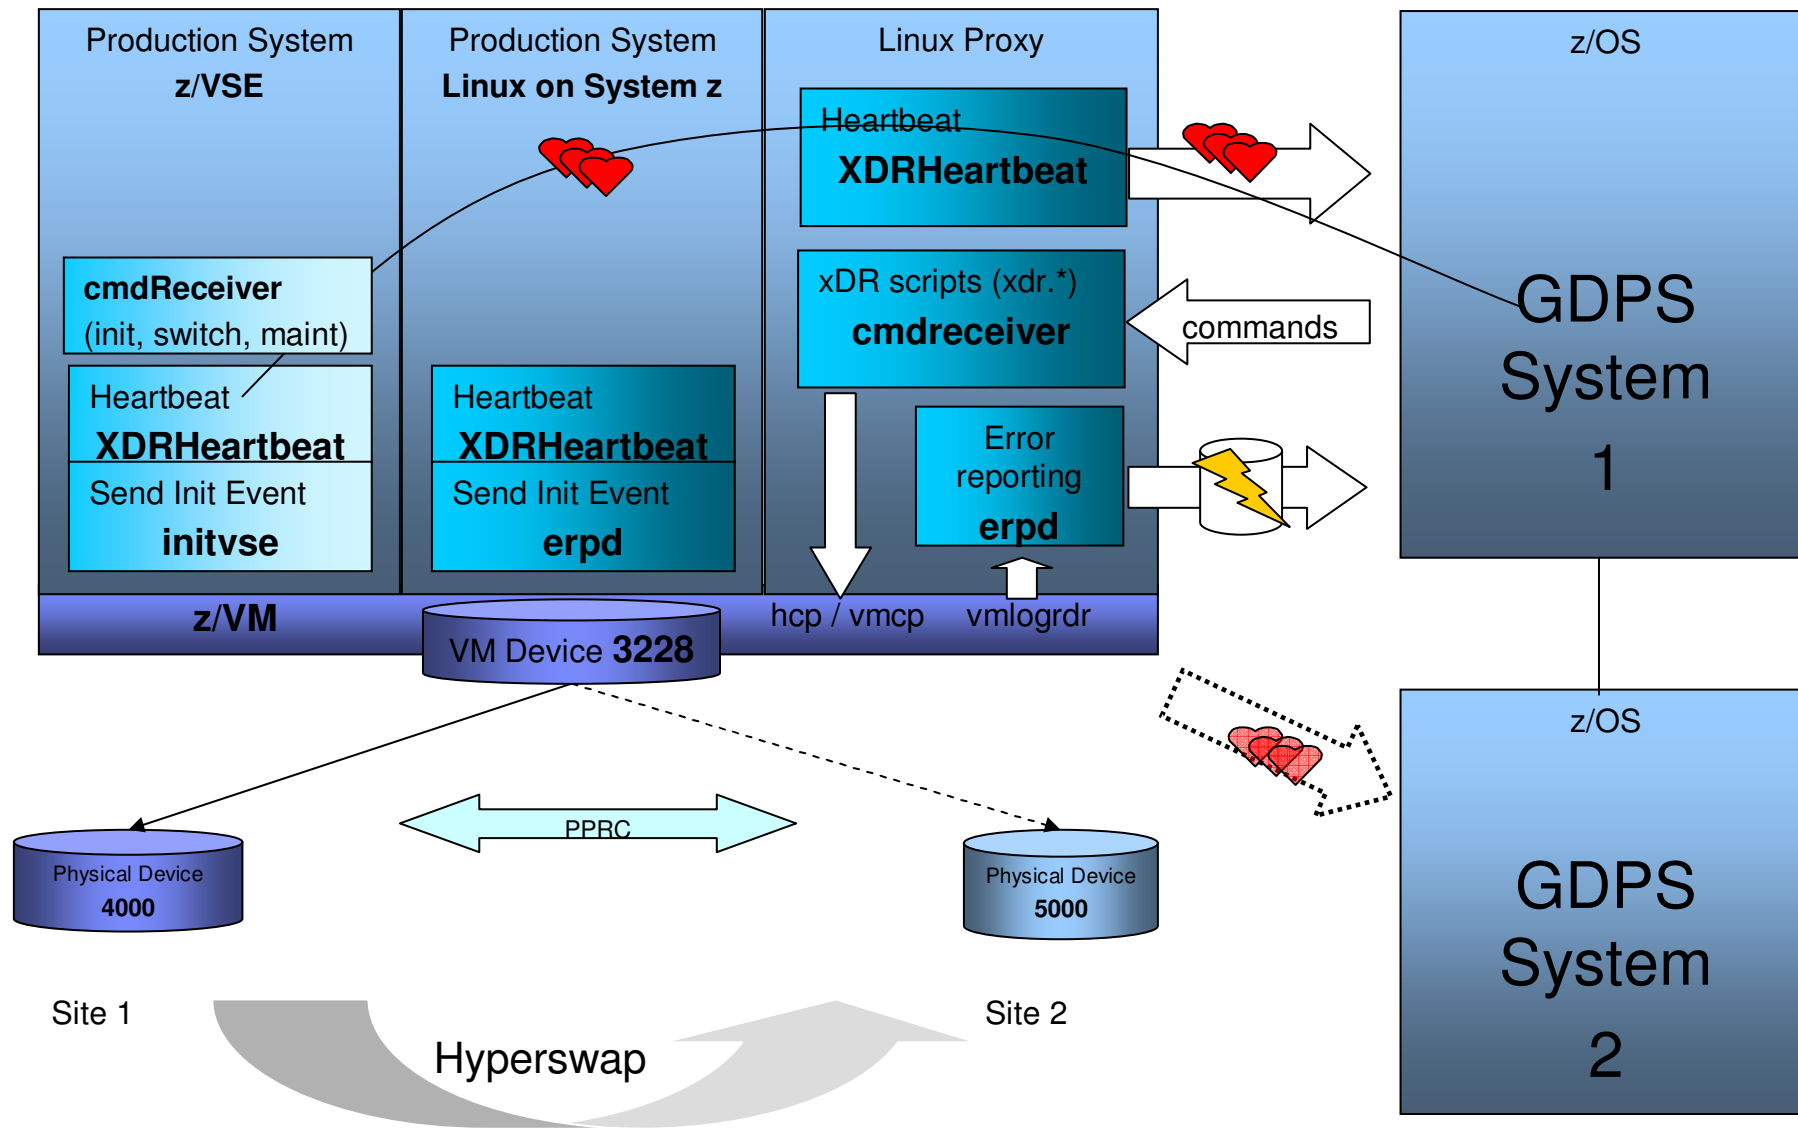 Production System
z/VSE
cmdReceiver
(init, switch, maint)
Heartbeat
XDRHeartbeat
Send Init Event
initvse
Production System
Linux on System z
Heartbeat
XDRHeartbeat
Send Init Event
erpd
Linux Proxy
Heartbeat
XDRHeartbeat
xDR scripts (xdr.*)
cmdreceiver
commands
Error
reporting
erpd
z/VM
VM Device 3228
hcp / vmcp
vmlogrdr
z/OS
GDPS
System
1
z/OS
GDPS
System
2
PPRC
Physical Device
4000
Physical Device
5000
Site 1
Site 2
Hyperswap